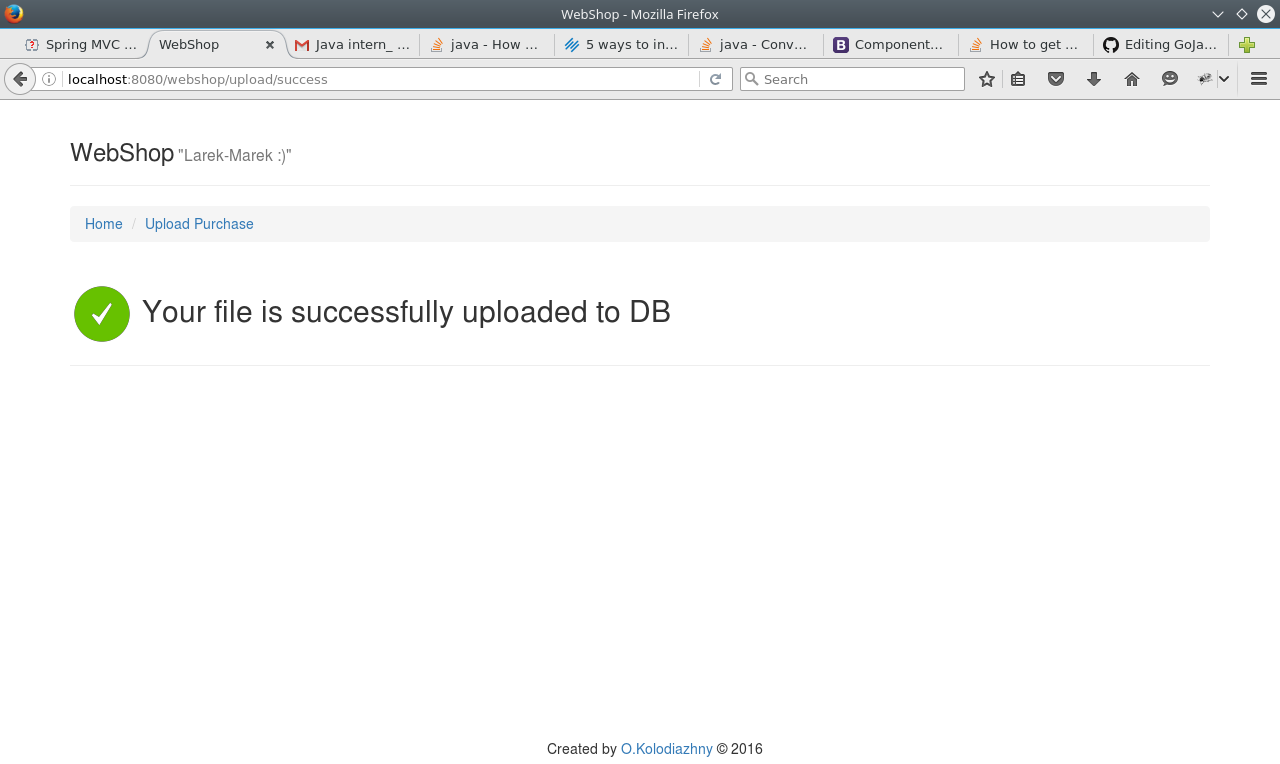 WebShop - Mozilla Firefox
Spring MVC ...
WebShop
Java intern_ ...
java - How ...
5 ways to in...
java - Conv...
B Component...
How to get ...
Editing GoJa...
localhost:8080/webshop/upload/success
Search
WebShop "Larek-Marek :)"
Home / Upload Purchase
Your file is successfully uploaded to DB
Created by O.Kolodiazhny © 2016